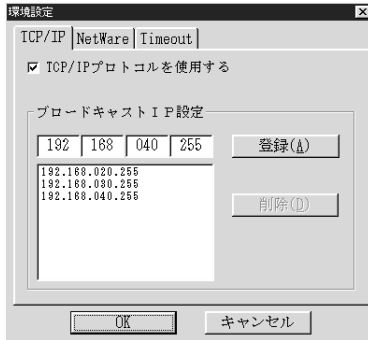 環境設定
TCP/IP NetWare Timeout
TCP/IPプロトコルを使用する
ブロードキャストIP設定
192 168 040 255 登録(A)
192.168.020.255
192.168.030.255
192.168.040.255
削除(D)
OK キャンセル